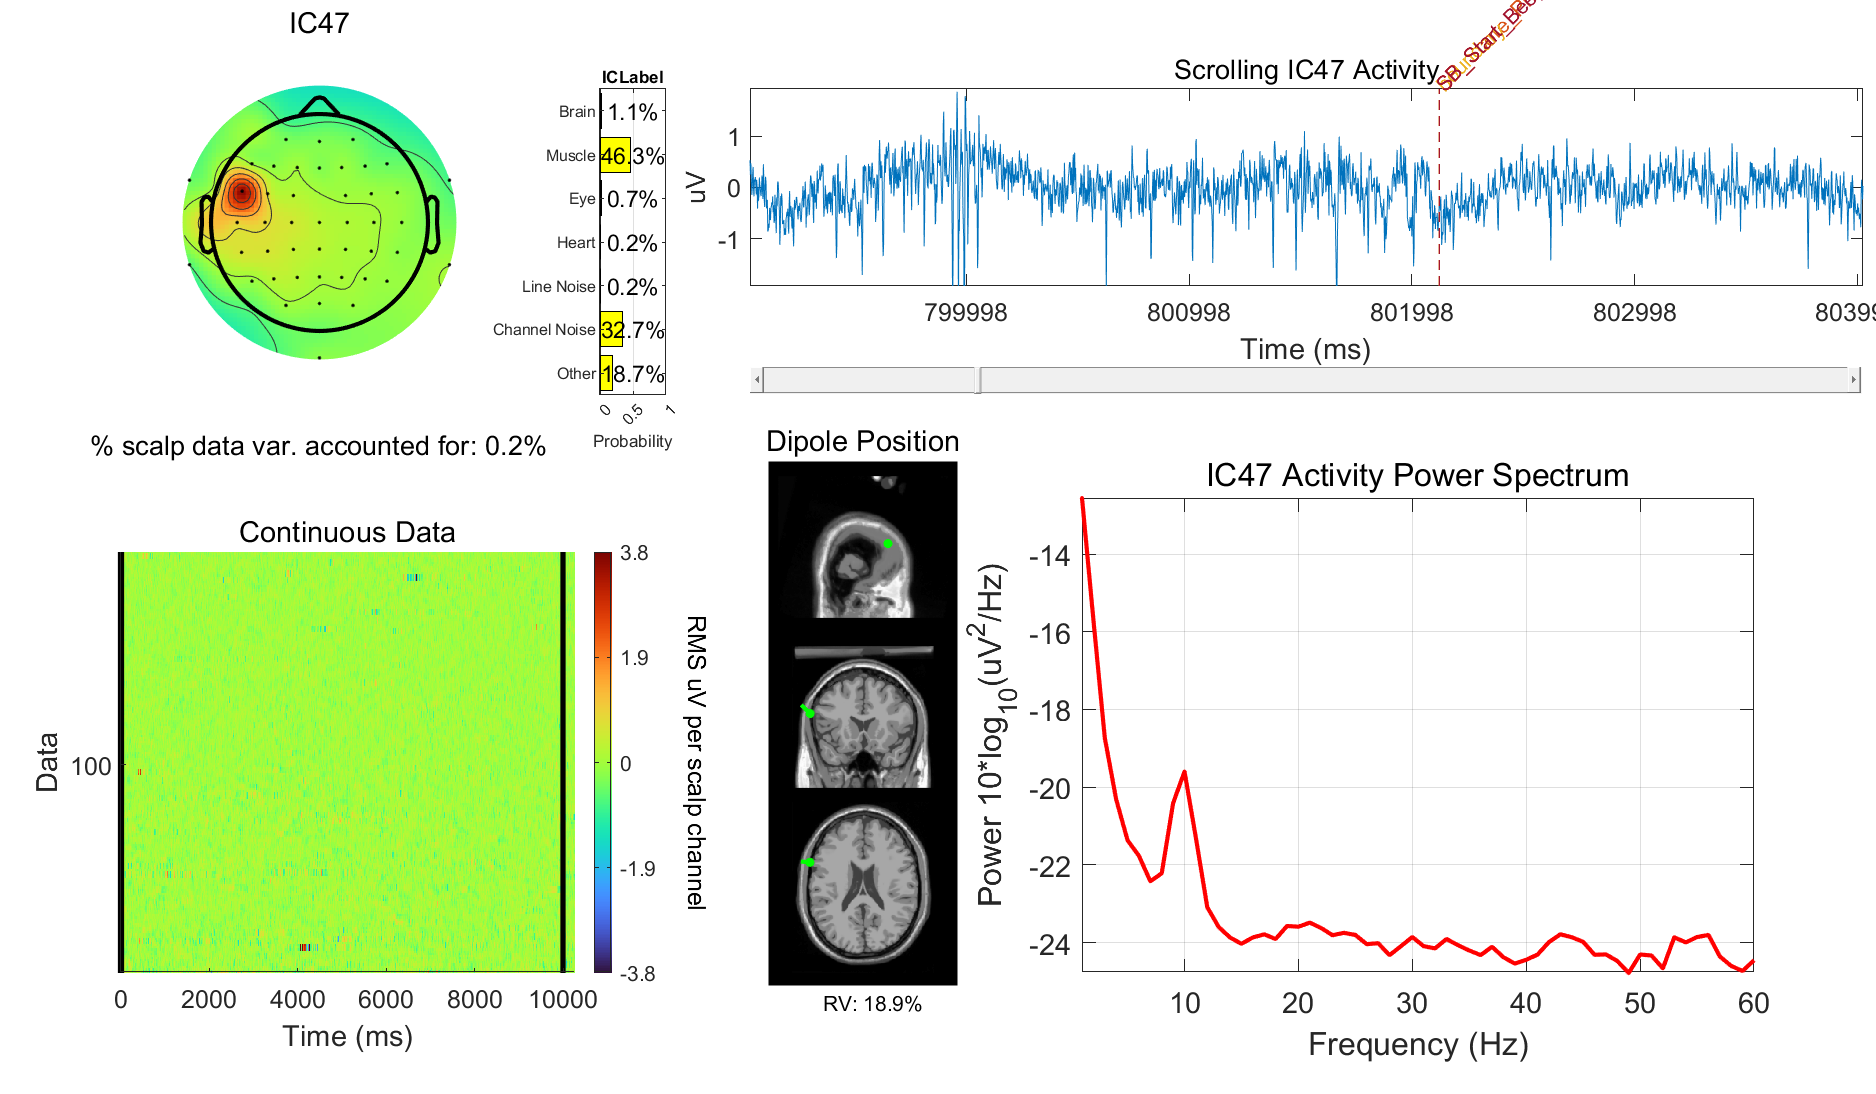 IC47
ICLabel
Brain 1.1%
Muscle 46.3%
Eye 0.7%
Heart 0.2%
Line Noise 0.2%
Channel Noise 32.7%
Other 18.7%
0 0.5 1
Probability
% scalp data var. accounted for: 0.2%
Scrolling IC47 Activity
SB_Start
uV
1
0
-1
799998 800998 801998 802998 80399
Time (ms)
Continuous Data
Data
100
0 2000 4000 6000 8000 10000
Time (ms)
3.8
1.9
0
-1.9
-3.8
RMS uV per scalp channel
Dipole Position
RV: 18.9%
IC47 Activity Power Spectrum
Power 10*log10(uV2/Hz)
-14
-16
-18
-20
-22
-24
10 20 30 40 50 60
Frequency (Hz)